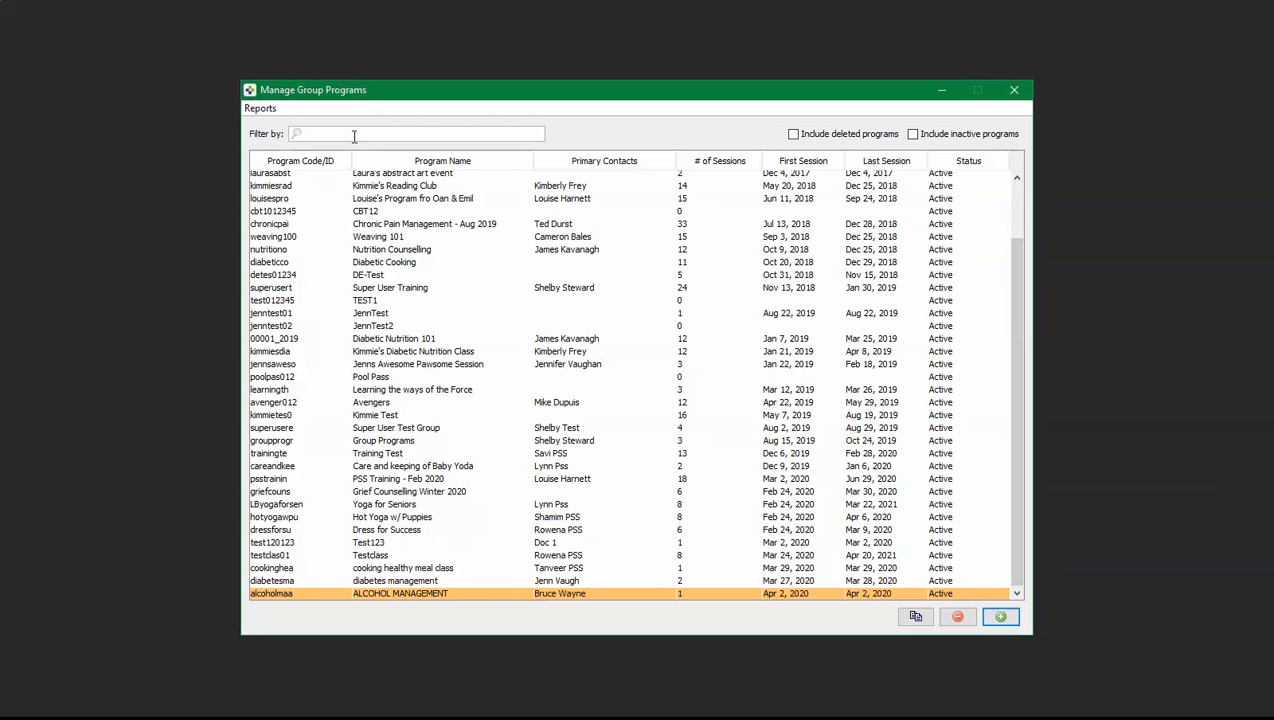 Manage Group Programs
Reports
Filter by: Include deleted programs Include inactive programs
Program Code/ID Program Name Primary Contacts # of Sessions First Session Last Session Status
laurasabst Laura's abstract art event 2 Dec 4, 2017 Dec 4, 2017 Active
kimmiesrad Kimmie's Reading Club Kimberly Frey 14 May 20, 2018 Dec 25, 2018 Active
louisespro Louise's Program fro Oan & Emil Louise Harnett 15 Jun 11, 2018 Sep 24, 2018 Active
cbt1012345 CBT12 0 Active
chronicpai Chronic Pain Management - Aug 2019 Ted Durst 33 Jul 13, 2018 Dec 28, 2018 Active
weaving100 Weaving 101 Cameron Bales 15 Sep 3, 2018 Dec 25, 2018 Active
nutritiono Nutrition Counselling James Kavanagh 12 Oct 9, 2018 Dec 25, 2018 Active
diabeticco Diabetic Cooking 11 Oct 20, 2018 Dec 29, 2018 Active
detes01234 DE-Test 5 Oct 31, 2018 Nov 15, 2018 Active
superusert Super User Training Shelby Steward 24 Nov 13, 2018 Jan 30, 2019 Active
test012345 TEST1 0 Active
jenntest01 JennTest 1 Aug 22, 2019 Aug 22, 2019 Active
jenntest02 JennTest2 0 Active
00001_2019 Diabetic Nutrition 101 James Kavanagh 12 Jan 7, 2019 Mar 25, 2019 Active
kimmiesdia Kimmie's Diabetic Nutrition Class Kimberly Frey 12 Jan 21, 2019 Apr 8, 2019 Active
jennsaweso Jenns Awesome Pawsome Session Jennifer Vaughan 3 Jan 22, 2019 Feb 18, 2019 Active
poolpas012 Pool Pass 0 Active
learningth Learning the ways of the Force 3 Mar 12, 2019 Mar 26, 2019 Active
avenger012 Avengers Mike Dupuis 12 Apr 22, 2019 May 29, 2019 Active
kimmietes0 Kimmie Test 16 May 7, 2019 Aug 19, 2019 Active
superusere Super User Test Group Shelby Test 4 Aug 2, 2019 Aug 29, 2019 Active
groupprogr Group Programs Shelby Steward 3 Aug 15, 2019 Oct 24, 2019 Active
trainingte Training Test Savi PSS 13 Dec 6, 2019 Feb 28, 2020 Active
careandkee Care and keeping of Baby Yoda Lynn Pss 2 Dec 9, 2019 Jan 6, 2020 Active
psstrainin PSS Training - Feb 2020 Louise Harnett 18 Mar 2, 2020 Jun 29, 2020 Active
griefcouns Grief Counselling Winter 2020 6 Feb 24, 2020 Mar 30, 2020 Active
LByogaforsen Yoga for Seniors Lynn Pss 8 Feb 24, 2020 Mar 22, 2021 Active
hotyogawpu Hot Yoga w/ Puppies Shamim PSS 8 Feb 24, 2020 Apr 6, 2020 Active
dressforsu Dress for Success Rowena PSS 6 Feb 24, 2020 Mar 9, 2020 Active
test120123 Test123 Doc 1 1 Mar 2, 2020 Mar 2, 2020 Active
testclas01 Testclass Rowena PSS 8 Mar 24, 2020 Apr 20, 2021 Active
cookinghea cooking healthy meal class Tanveer PSS 1 Mar 29, 2020 Mar 29, 2020 Active
diabetesma diabetes management Jenn Vaugh 2 Mar 27, 2020 Mar 28, 2020 Active
alcoholmaa ALCOHOL MANAGEMENT Bruce Wayne 1 Apr 2, 2020 Apr 2, 2020 Active